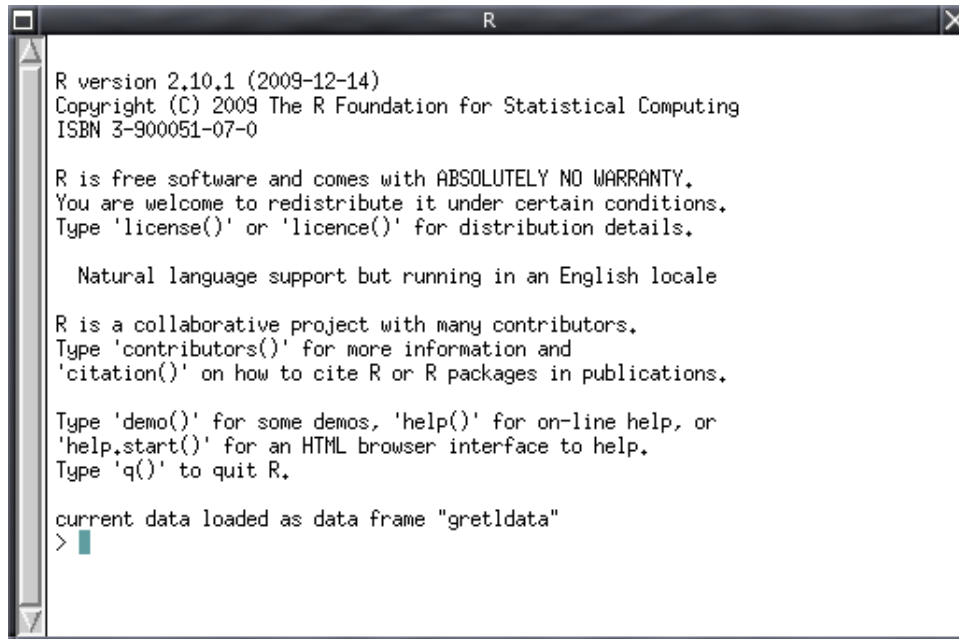 R
R version 2.10.1 (2009-12-14)
Copyright (C) 2009 The R Foundation for Statistical Computing
ISBN 3-900051-07-0
R is free software and comes with ABSOLUTELY NO WARRANTY.
You are welcome to redistribute it under certain conditions.
Type 'license()' or 'licence()' for distribution details.
Natural language support but running in an English locale
R is a collaborative project with many contributors.
Type 'contributors()' for more information and
'citation()' on how to cite R or R packages in publications.
Type 'demo()' for some demos, 'help()' for on-line help, or
'help.start()' for an HTML browser interface to help.
Type 'q()' to quit R.
current data loaded as data frame "gretldata"
>